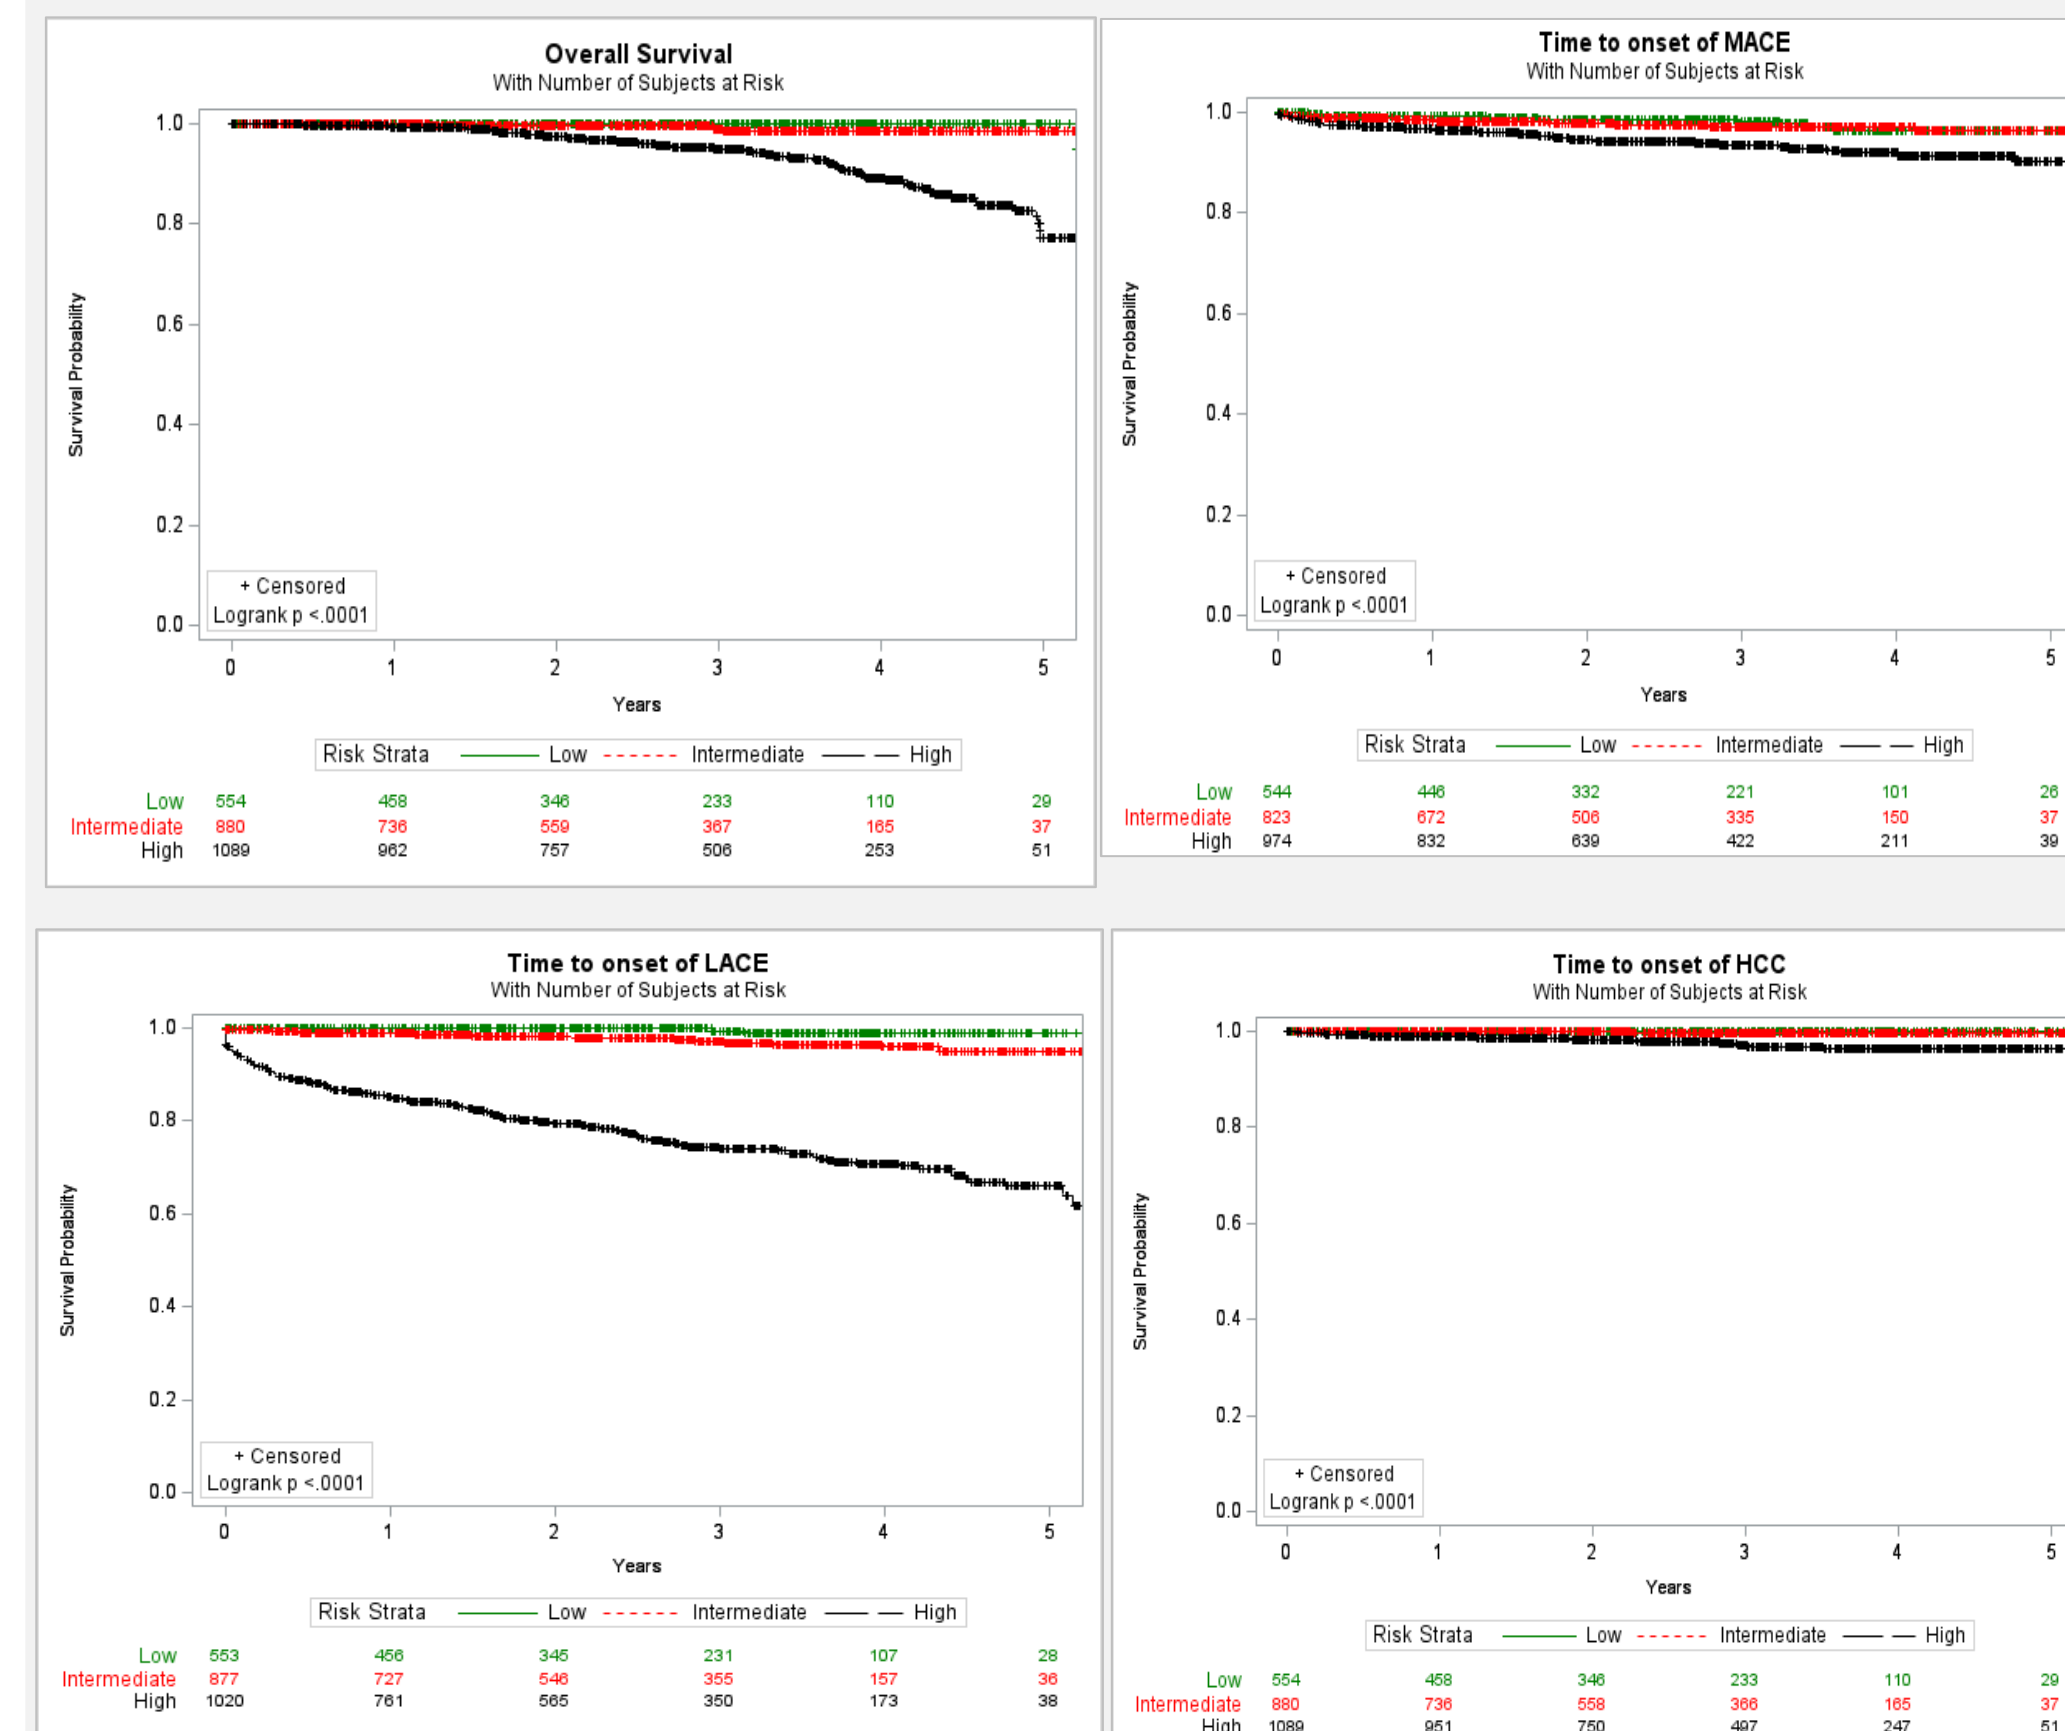 Overall Survival
With Number of Subjects at Risk
1.0
0.8
0.6
0.4
0.2
0.0
Survival Probability
+ Censored
Logrank p <.0001
0 1 2 3 4 5
Years
Risk Strata Low Intermediate High
Low 554 458 346 233 110 29
Intermediate 880 736 559 367 165 37
High 1089 962 757 506 253 51
Time to onset of MACE
With Number of Subjects at Risk
1.0
0.8
0.6
0.4
0.2
0.0
Survival Probability
+ Censored
Logrank p <.0001
0 1 2 3 4 5
Years
Risk Strata Low Intermediate High
Low 544 446 332 221 101 26
Intermediate 823 672 506 335 150 37
High 974 832 639 422 211 39
Time to onset of LACE
With Number of Subjects at Risk
1.0
0.8
0.6
0.4
0.2
0.0
Survival Probability
+ Censored
Logrank p <.0001
0 1 2 3 4 5
Years
Risk Strata Low Intermediate High
Low 553 456 345 231 107 28
Intermediate 877 727 546 355 157 36
High 1020 761 565 350 173 38
Time to onset of HCC
With Number of Subjects at Risk
1.0
0.8
0.6
0.4
0.2
0.0
Survival Probability
+ Censored
Logrank p <.0001
0 1 2 3 4 5
Years
Risk Strata Low Intermediate High
Low 554 458 346 233 110 29
Intermediate 880 736 558 366 165 37
High 1089 951 750 497 247 51